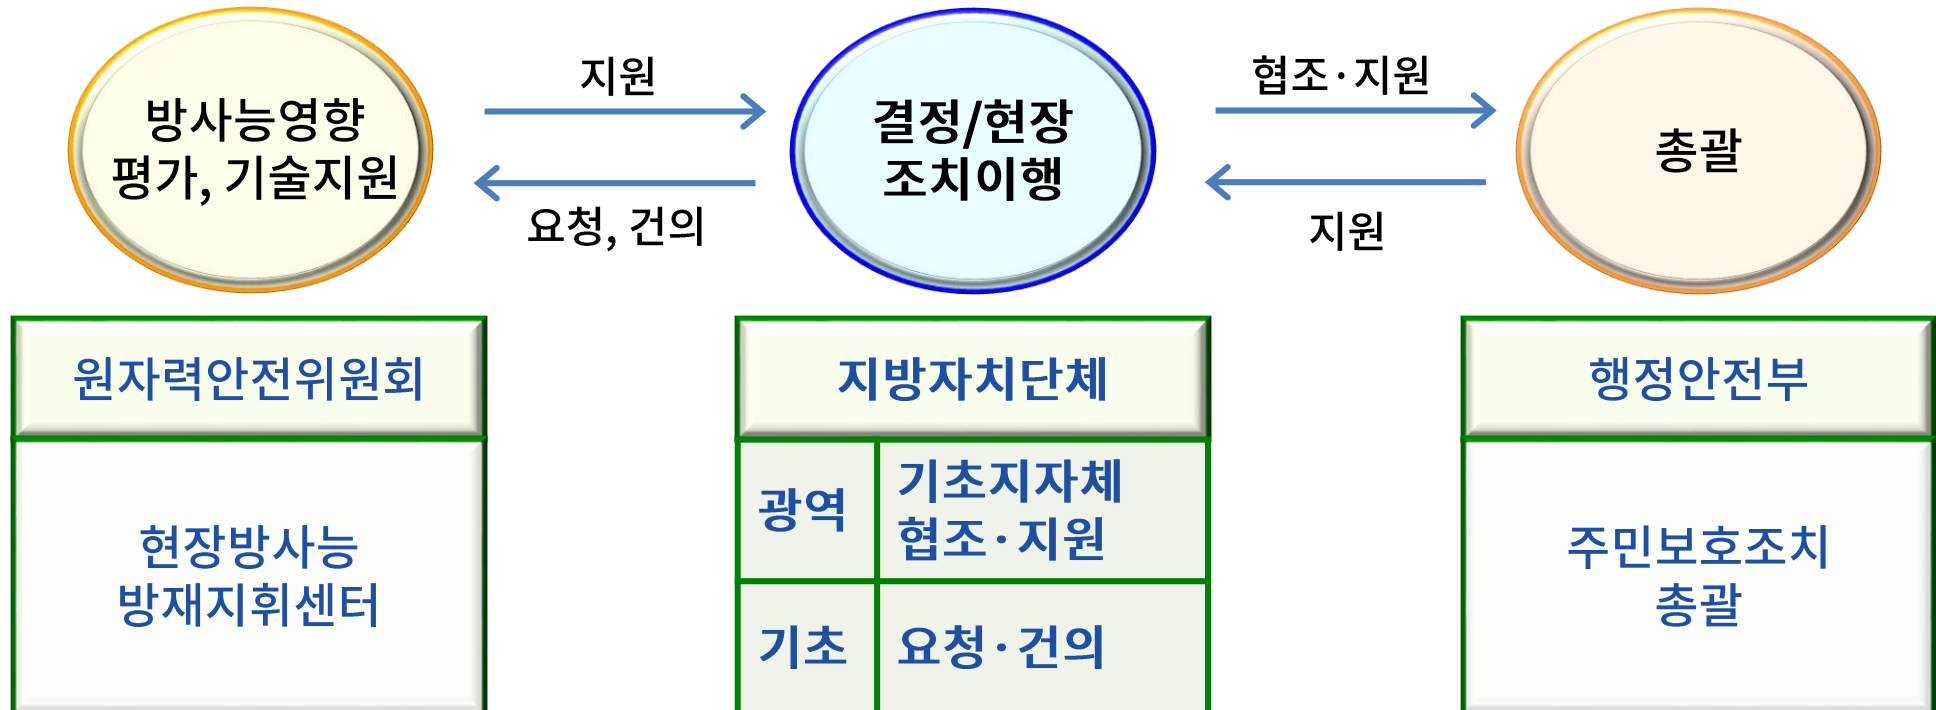 방사능영향
평가, 기술지원
지원
요청, 건의
결정/현장
조치이행
협조·지원
지원
총괄
원자력안전위원회
현장방사능
방재지휘센터
지방자치단체
광역
기초지자체
협조·지원
기초
요청·건의
행정안전부
주민보호조치
총괄